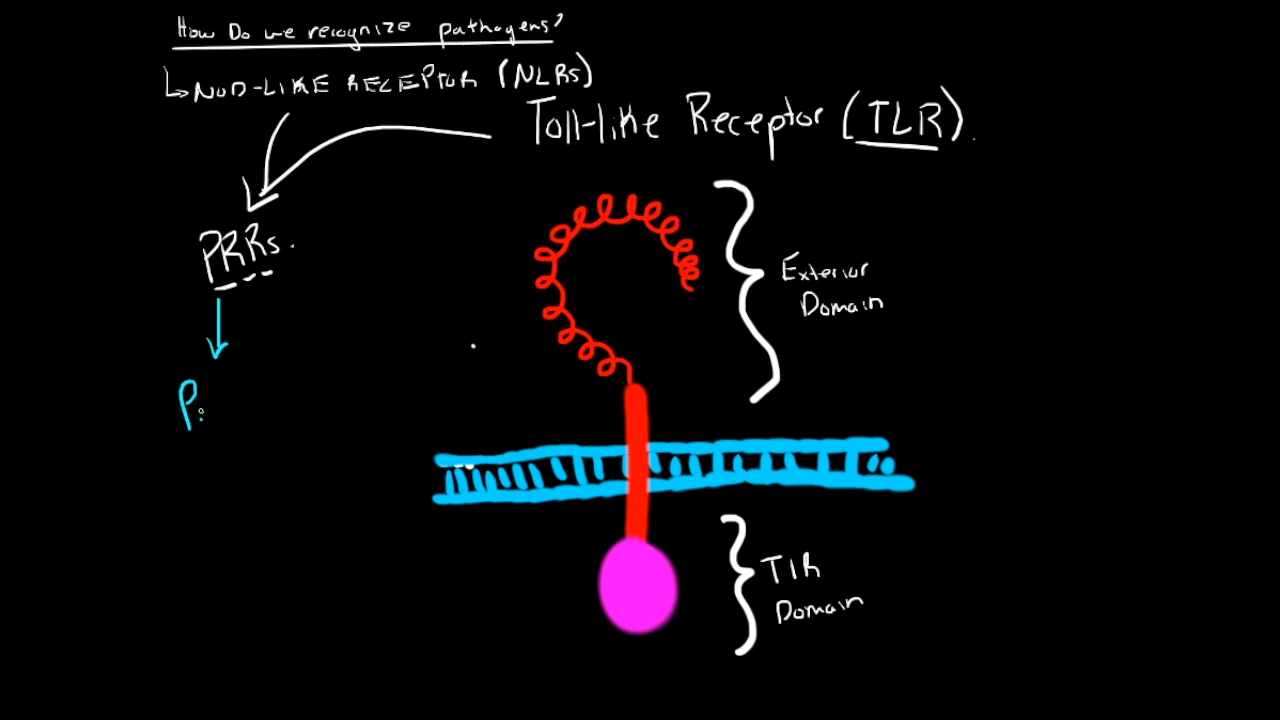 How Do we recognize pathogens?
NOD-LIKE RECEPTOR (NLRs)
Toll-like Receptor (TLR).
PRRs.
Exterior
Domain
P
TIR
Domain